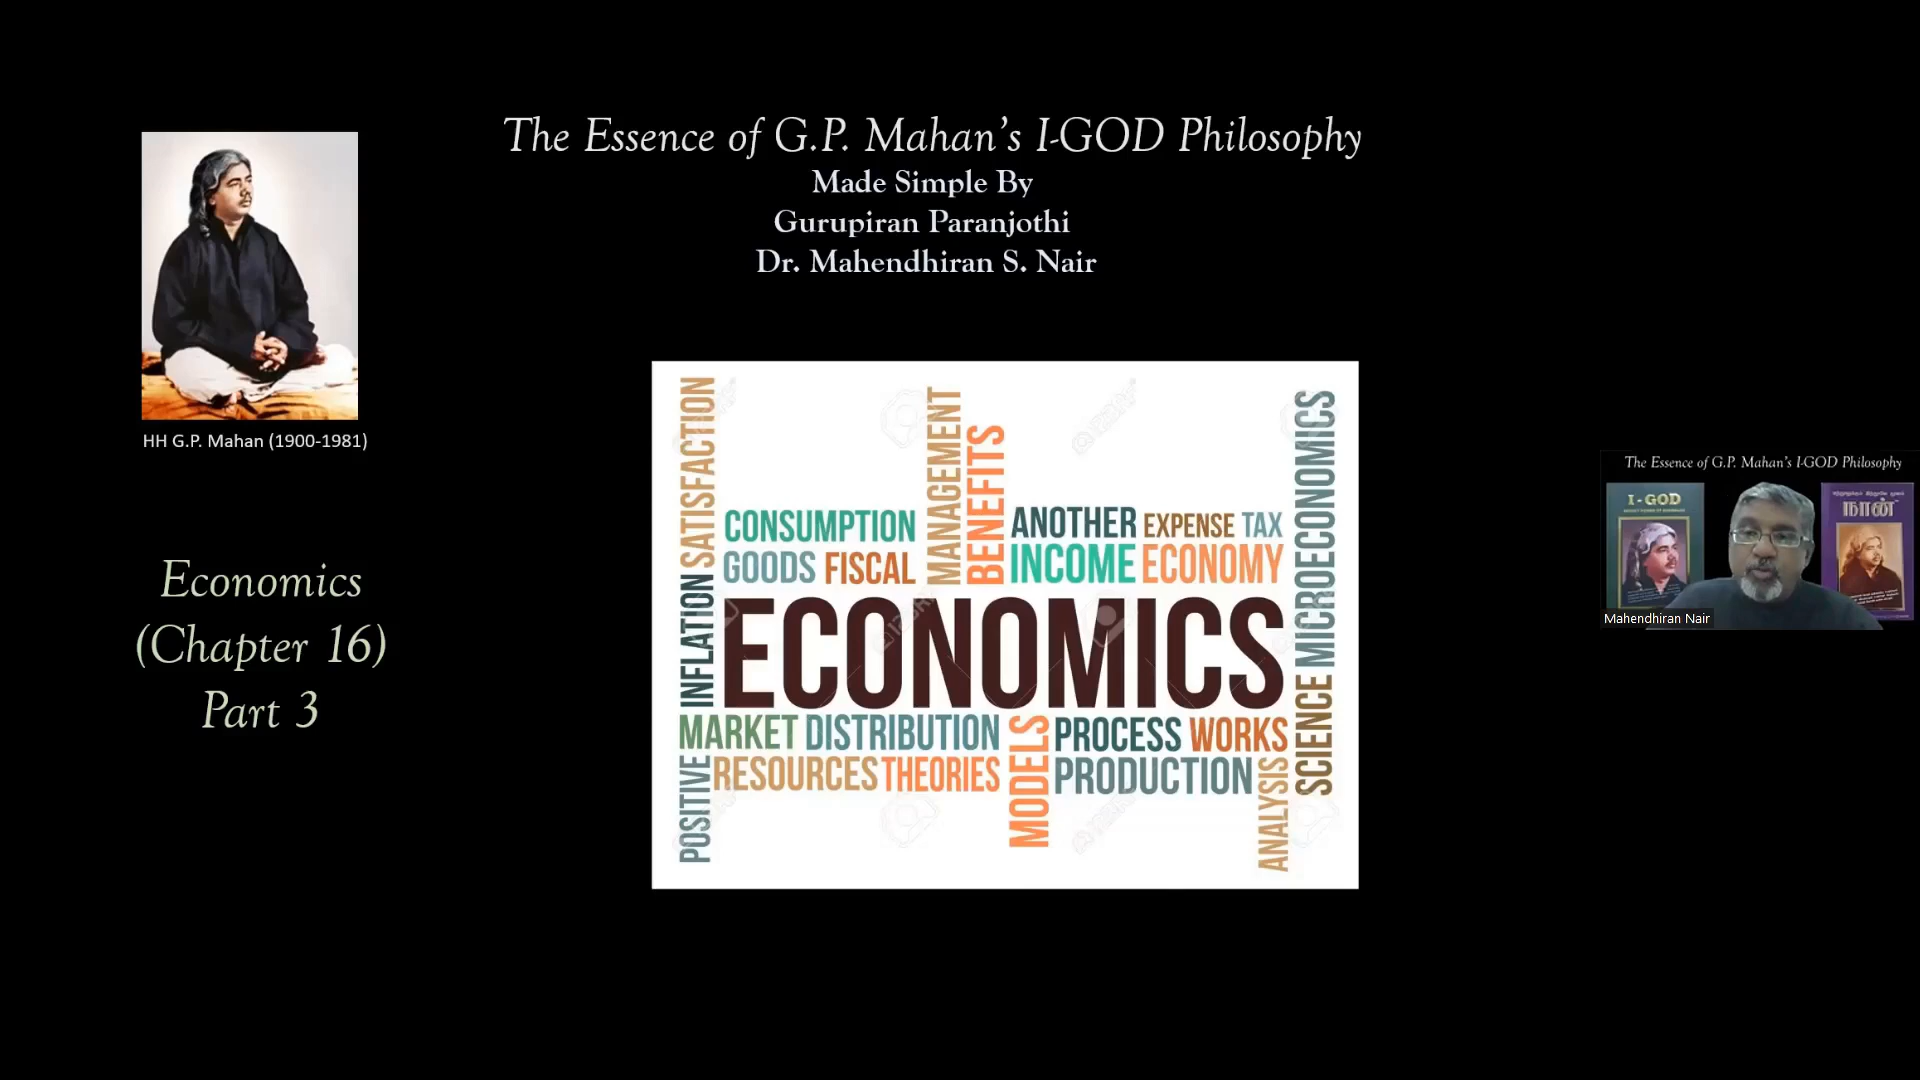 The Essence of G.P. Mahan's I-GOD Philosophy
Made Simple By
Gurupiran Paranjothi
Dr. Mahendhiran S. Nair
HH G.P. Mahan (1900-1981)
Economics
(Chapter 16)
Part 3
SATISFACTION
INFLATION
POSITIVE
CONSUMPTION
GOODS FISCAL
MANAGEMENT
BENEFITS
ANOTHER EXPENSE TAX
INCOME ECONOMY
MICROECONOMICS
SCIENCE
ECONOMICS
MARKET DISTRIBUTION
RESOURCES THEORIES
MODELS
PROCESS WORKS
PRODUCTION
ANALYSIS
The Essence of G.P. Mahan's I-GOD Philosophy
I-GOD
நான்
Mahendhiran Nair